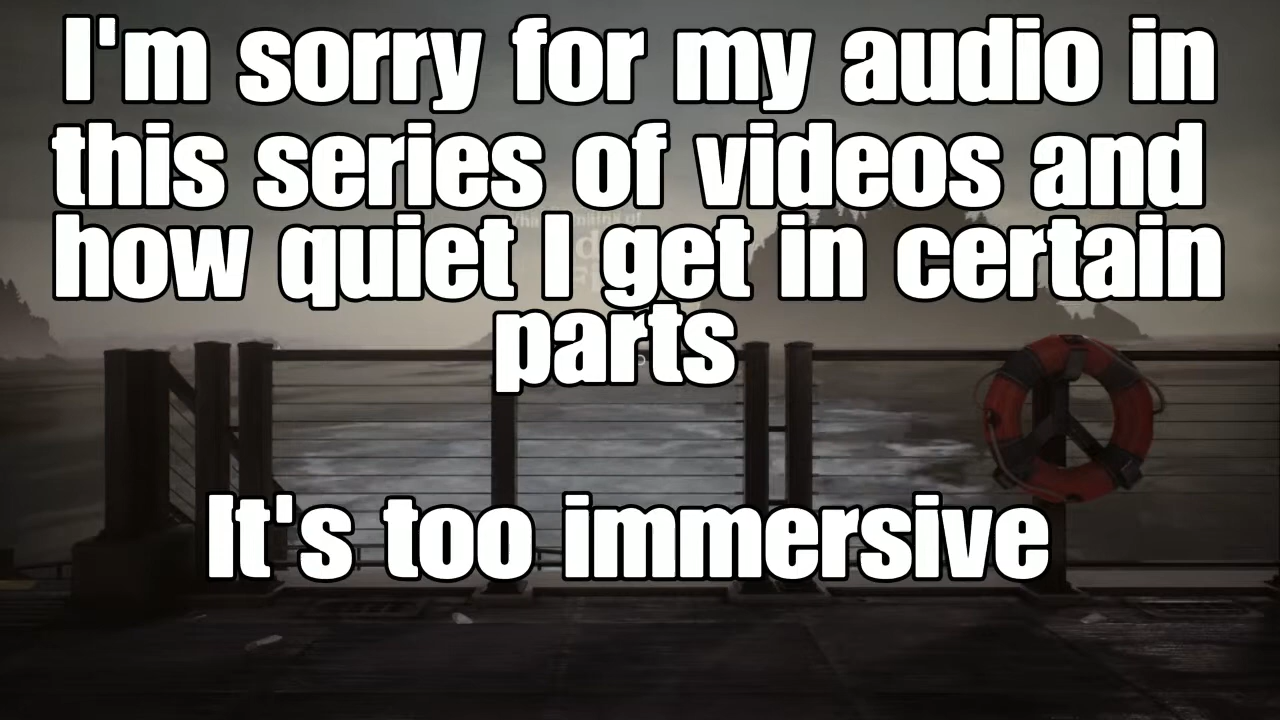 I'm sorry for my audio in
this series of videos and
how quiet I get in certain
parts
It's too immersive